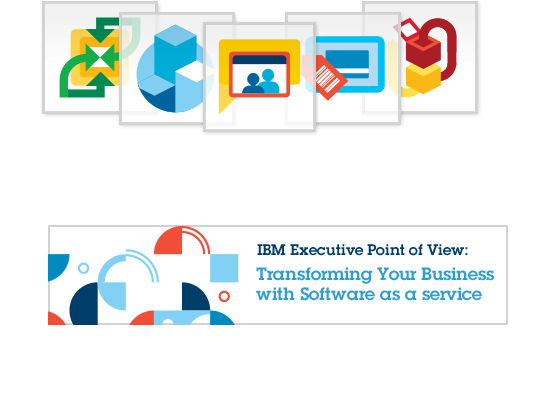 IBM Executive Point of View:
Transforming Your Business
with Software as a service